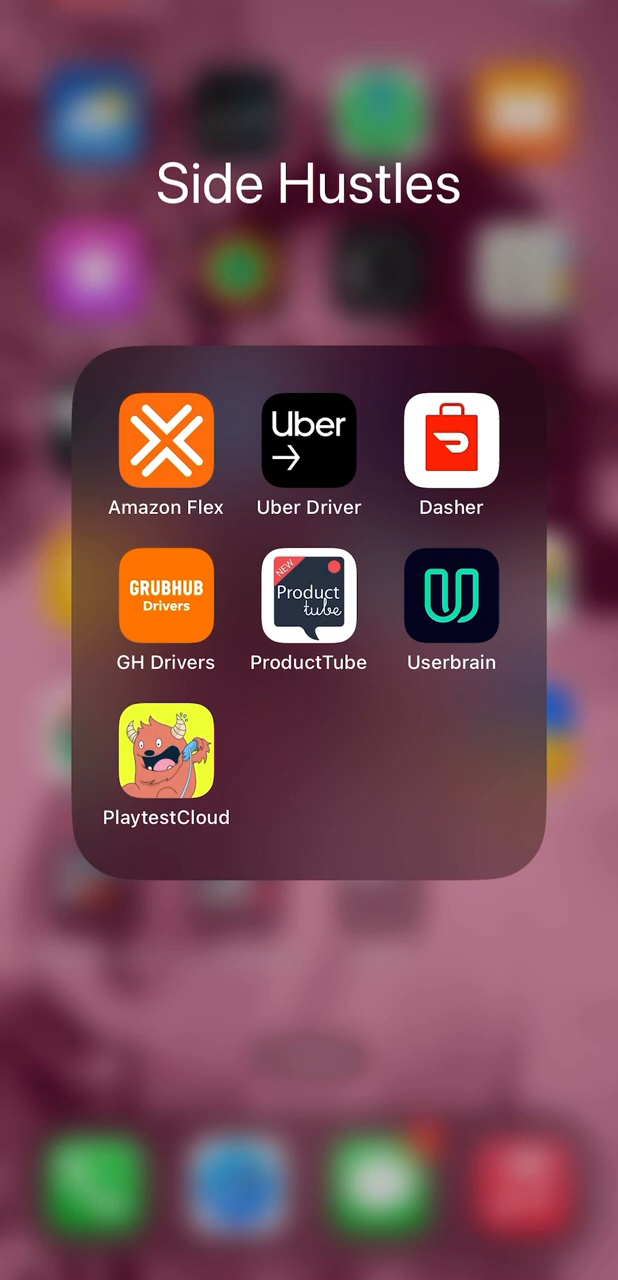 Side Hustles
Uber
Amazon Flex
Uber Driver
Dasher
GRUBHUB
Drivers
NEW
Product
tube
GH Drivers
ProductTube
Userbrain
PlaytestCloud